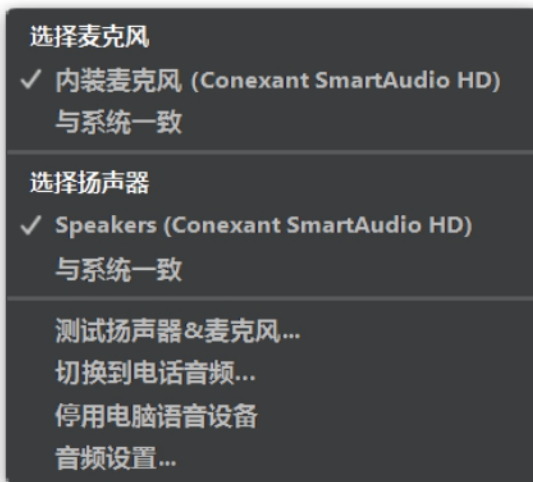 选择麦克风
✓ 内装麦克风 (Conexant SmartAudio HD)
与系统一致
选择扬声器
✓ Speakers (Conexant SmartAudio HD)
与系统一致
测试扬声器&麦克风...
切换到电话音频...
停用电脑语音设备
音频设置...